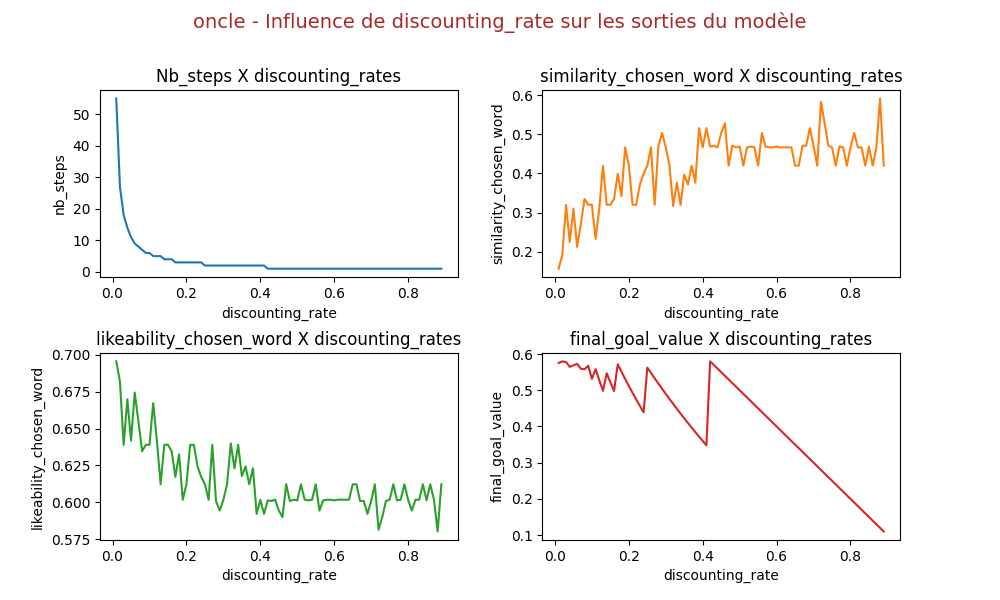 oncle - Influence de discounting_rate sur les sorties du modèle
Nb_steps X discounting_rates
nb_steps
50
40
30
20
10
0
0.0 0.2 0.4 0.6 0.8
discounting_rate
similarity_chosen_word X discounting_rates
similarity_chosen_word
0.6
0.5
0.4
0.3
0.2
0.0 0.2 0.4 0.6 0.8
discounting_rate
likeability_chosen_word X discounting_rates
likeability_chosen_word
0.700
0.675
0.650
0.625
0.600
0.575
0.0 0.2 0.4 0.6 0.8
discounting_rate
final_goal_value X discounting_rates
final_goal_value
0.6
0.5
0.4
0.3
0.2
0.1
0.0 0.2 0.4 0.6 0.8
discounting_rate